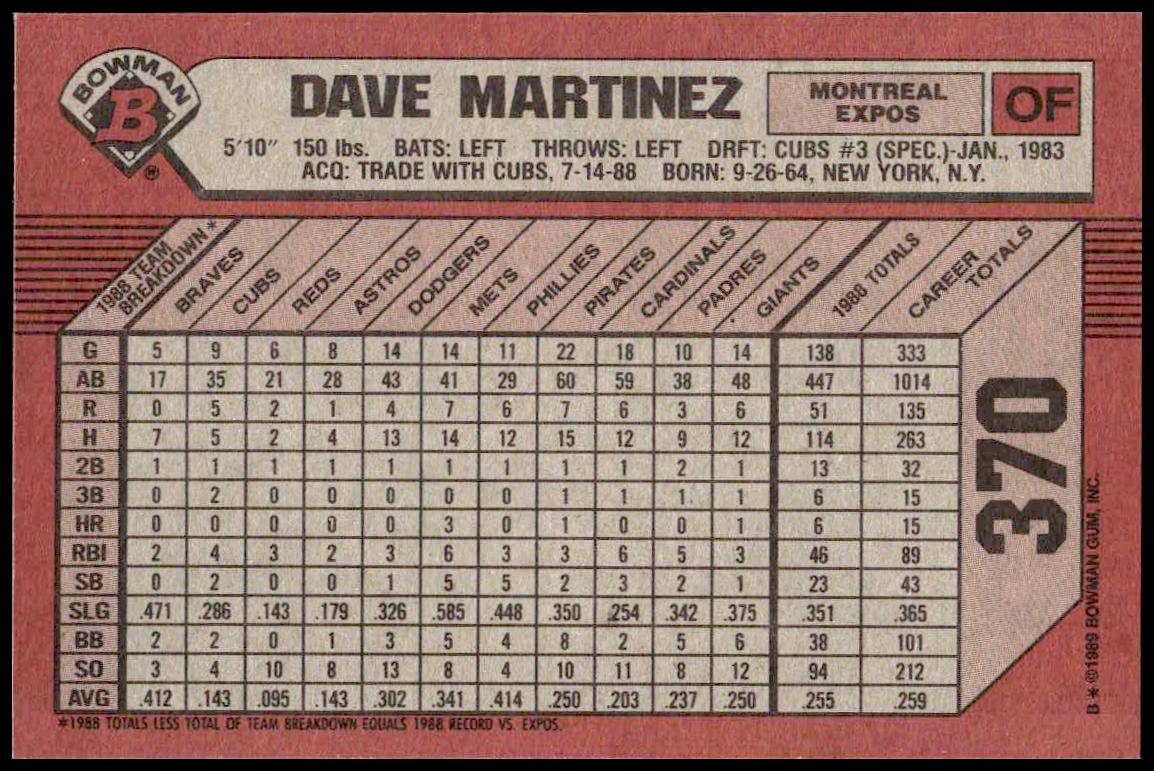 BOWMAN
B
®
DAVE MARTINEZ
MONTREAL
EXPOS
OF
5'10" 150 lbs. BATS: LEFT THROWS: LEFT DRFT: CUBS #3 (SPEC.)-JAN., 1983
ACQ: TRADE WITH CUBS, 7-14-88 BORN: 9-26-64, NEW YORK, N.Y.
1988 TEAM BREAKDOWN* BRAVES CUBS REDS ASTROS DODGERS METS PHILLIES PIRATES CARDINALS PADRES GIANTS 1988 TOTALS CAREER TOTALS
G 5 9 6 8 14 14 11 22 18 10 14 138 333
AB 17 35 21 28 43 41 29 60 59 38 48 447 1014
R 0 5 2 1 4 7 6 7 6 3 6 51 135
H 7 5 2 4 13 14 12 15 12 9 12 114 263
2B 1 1 1 1 1 1 1 1 1 2 1 13 32
3B 0 2 0 0 0 0 0 1 1 1 1 6 15
HR 0 0 0 0 0 3 0 1 0 0 1 6 15
RBI 2 4 3 2 3 6 3 3 6 5 3 46 89
SB 0 2 0 0 1 5 5 2 3 2 1 23 43
SLG .471 .286 .143 .179 .326 .585 .448 .350 .254 .342 .375 .351 .365
BB 2 2 0 1 3 5 4 8 2 5 6 38 101
SO 3 4 10 8 13 8 4 10 11 8 12 94 212
AVG .412 .143 .095 .143 .302 .341 .414 .250 .203 .237 .250 .255 .259
*1988 TOTALS LESS TOTAL OF TEAM BREAKDOWN EQUALS 1988 RECORD VS. EXPOS.
370
B*©1989 BOWMAN GUM, INC.